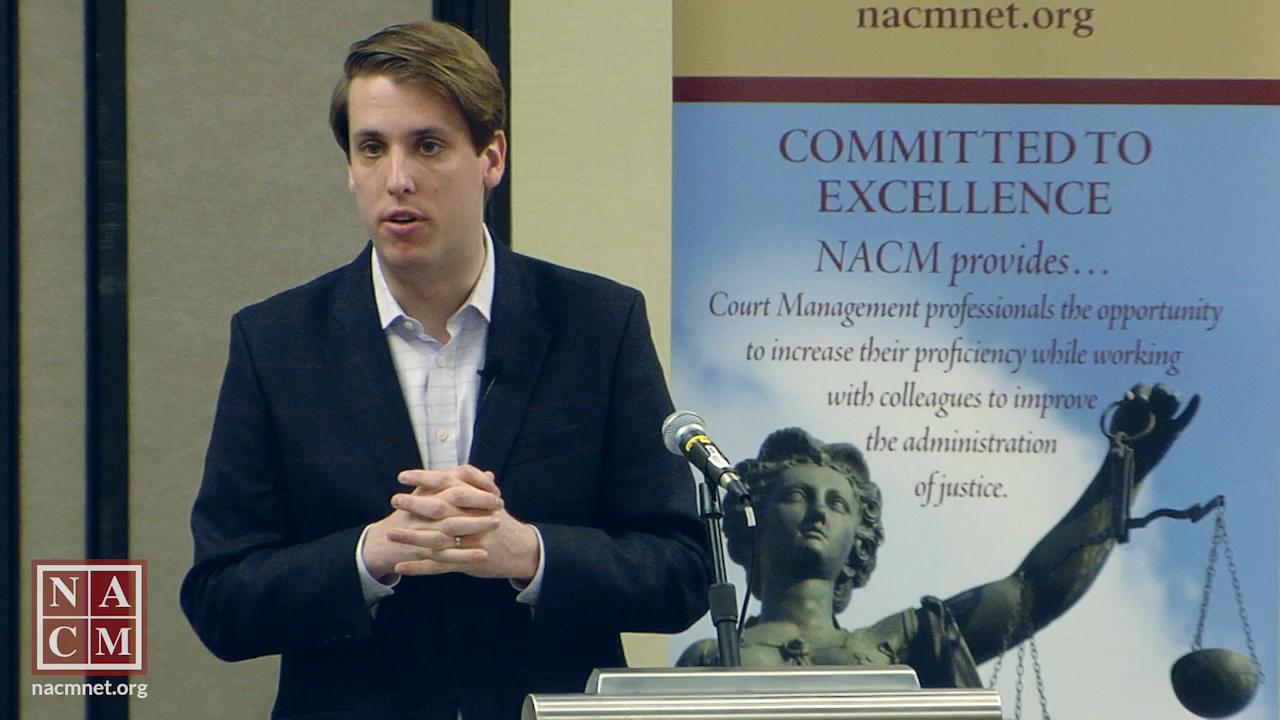 nacmnet.org
COMMITTED TO
EXCELLENCE
NACM provides...
Court Management professionals the opportunity
to increase their proficiency while working
with colleagues to improve
the administration
of justice.
N A
C M
nacmnet.org